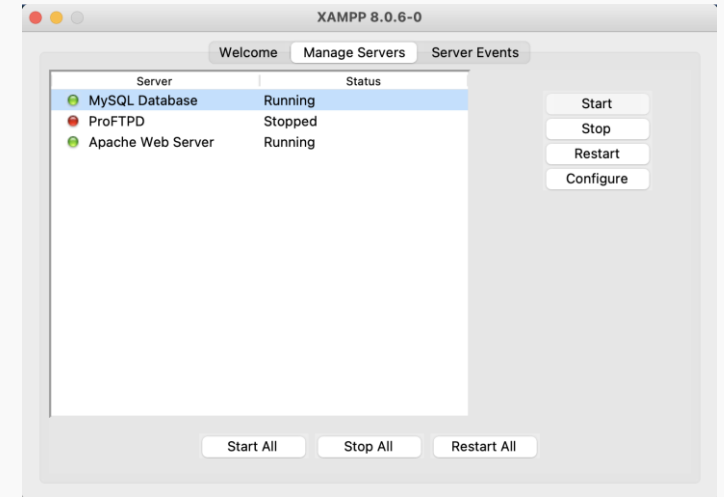 XAMPP 8.0.6-0
Welcome Manage Servers Server Events
Server Status
MySQL Database Running
ProFTPD Stopped
Apache Web Server Running
Start
Stop
Restart
Configure
Start All Stop All Restart All